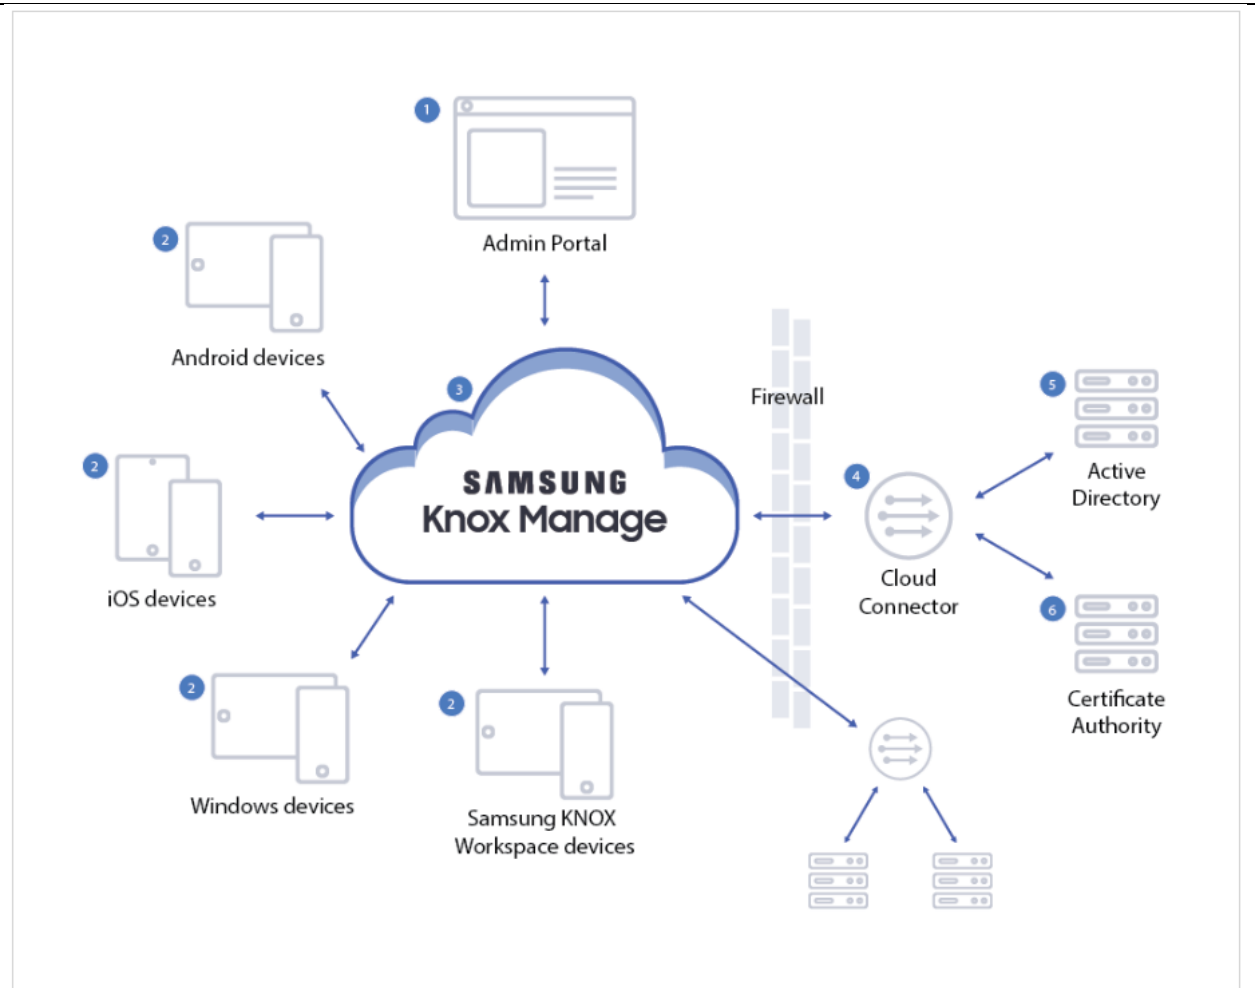 1
Admin Portal
2
Android devices
3
Firewall
5
Active
Directory
2
SAMSUNG
Knox Manage
4
iOS devices
Cloud
Connector
6
Certificate
Authority
2
Windows devices
2
Samsung KNOX
Workspace devices